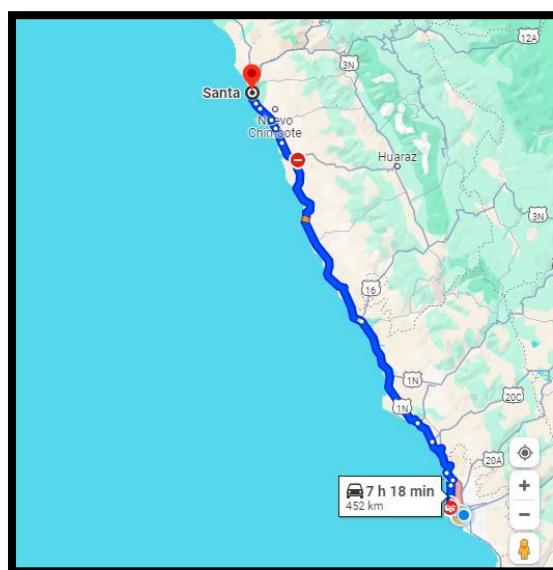 12A
3N
Santa
Nuevo
Chimbote
Huaraz
3N
16
1N
20C
1N
20A
7 h 18 min
452 km